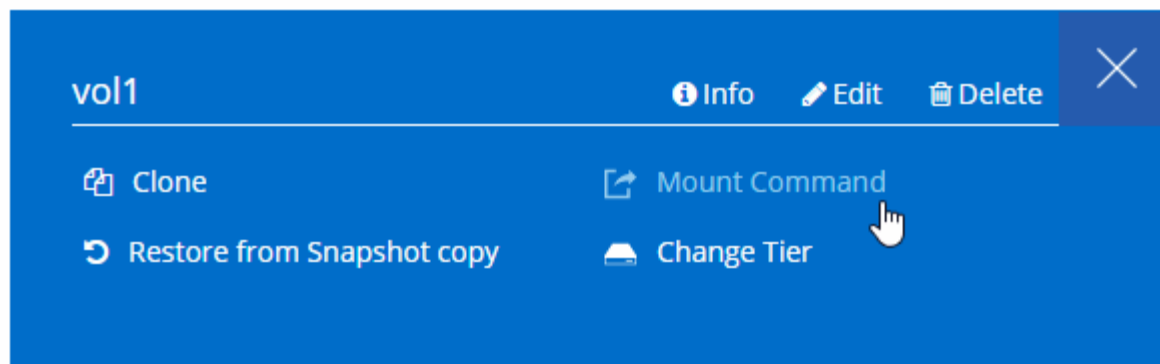 vol1 Info Edit Delete
Clone Mount Command
Restore from Snapshot copy Change Tier